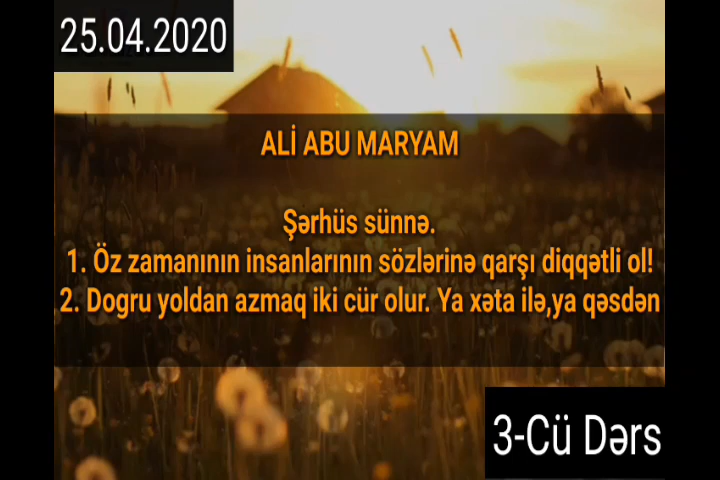 25.04.2020
ALİ ABU MARYAM
Şərhüs sünnə.
1. Öz zamanının insanlarının sözlərinə qarşı diqqətli ol!
2. Dogru yoldan azmaq iki cür olur. Ya xəta ilə,ya qəsdən
3-Cü Dərs